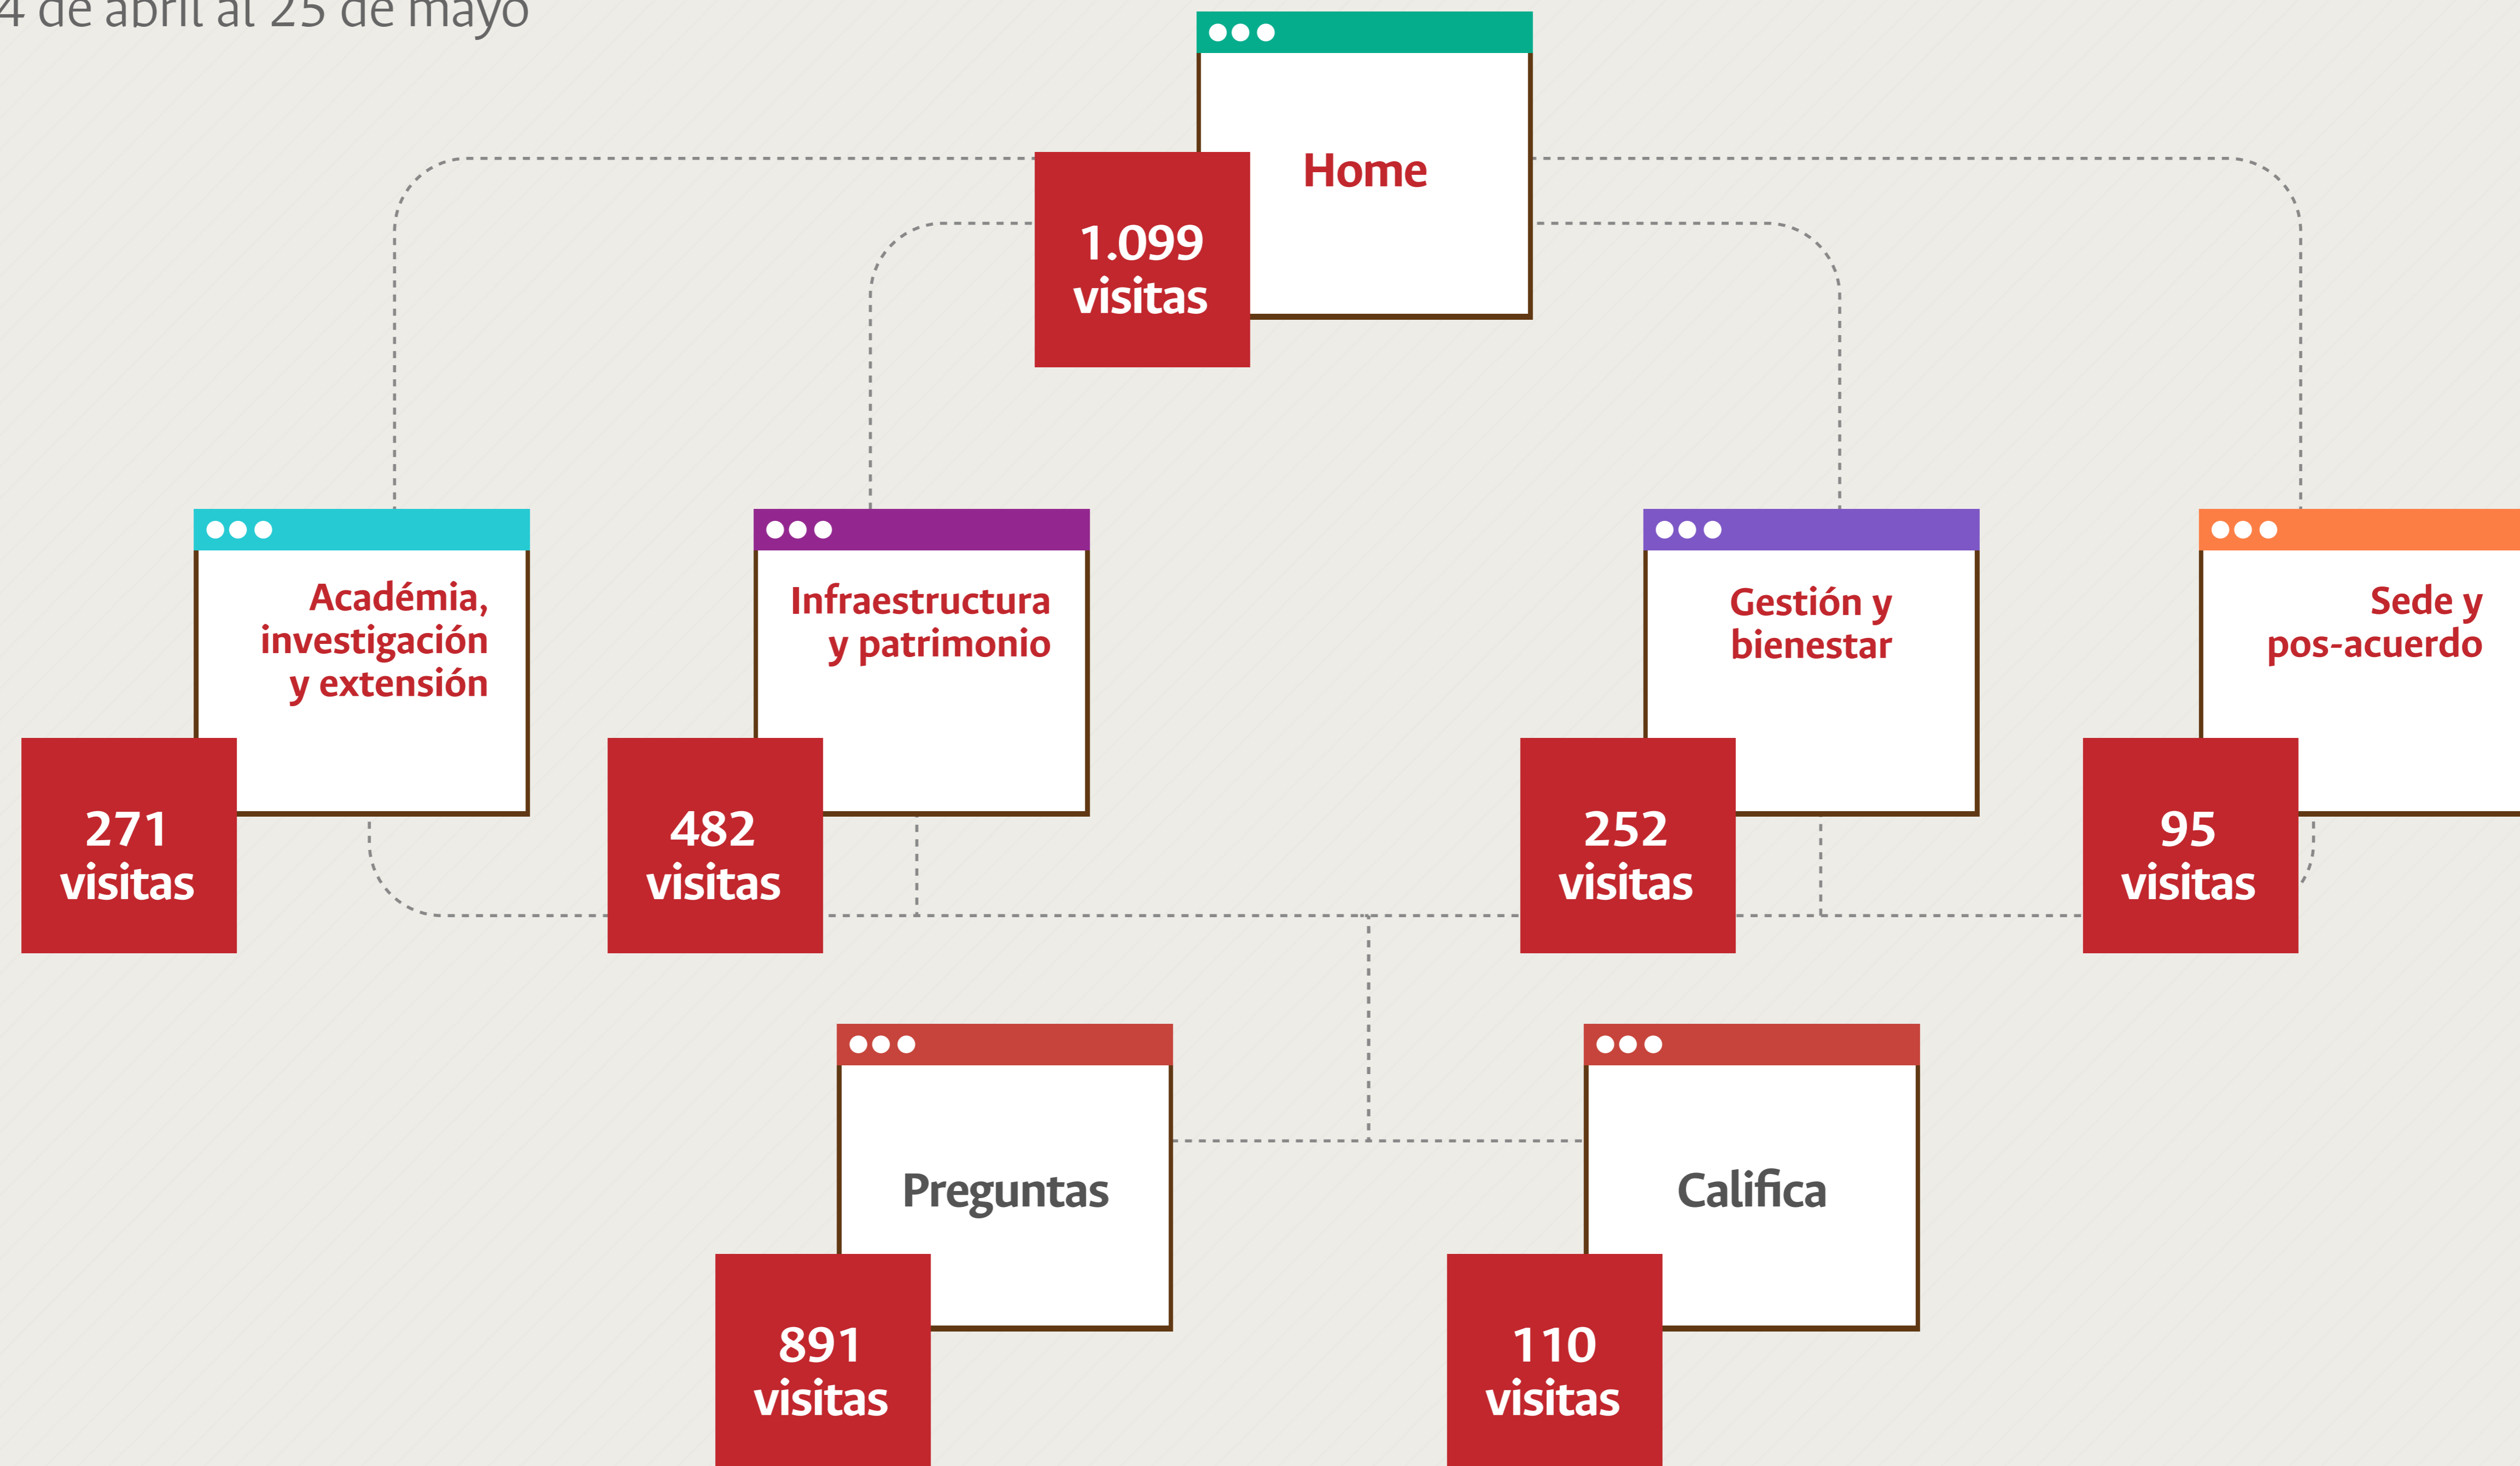 4 de abril al 25 de mayo
Home
1.099
visitas
Académia,
investigación
y extensión
271
visitas
Infraestructura
y patrimonio
482
visitas
Gestión y
bienestar
252
visitas
Sede y
pos-acuerdo
95
visitas
Preguntas
891
visitas
Califica
110
visitas